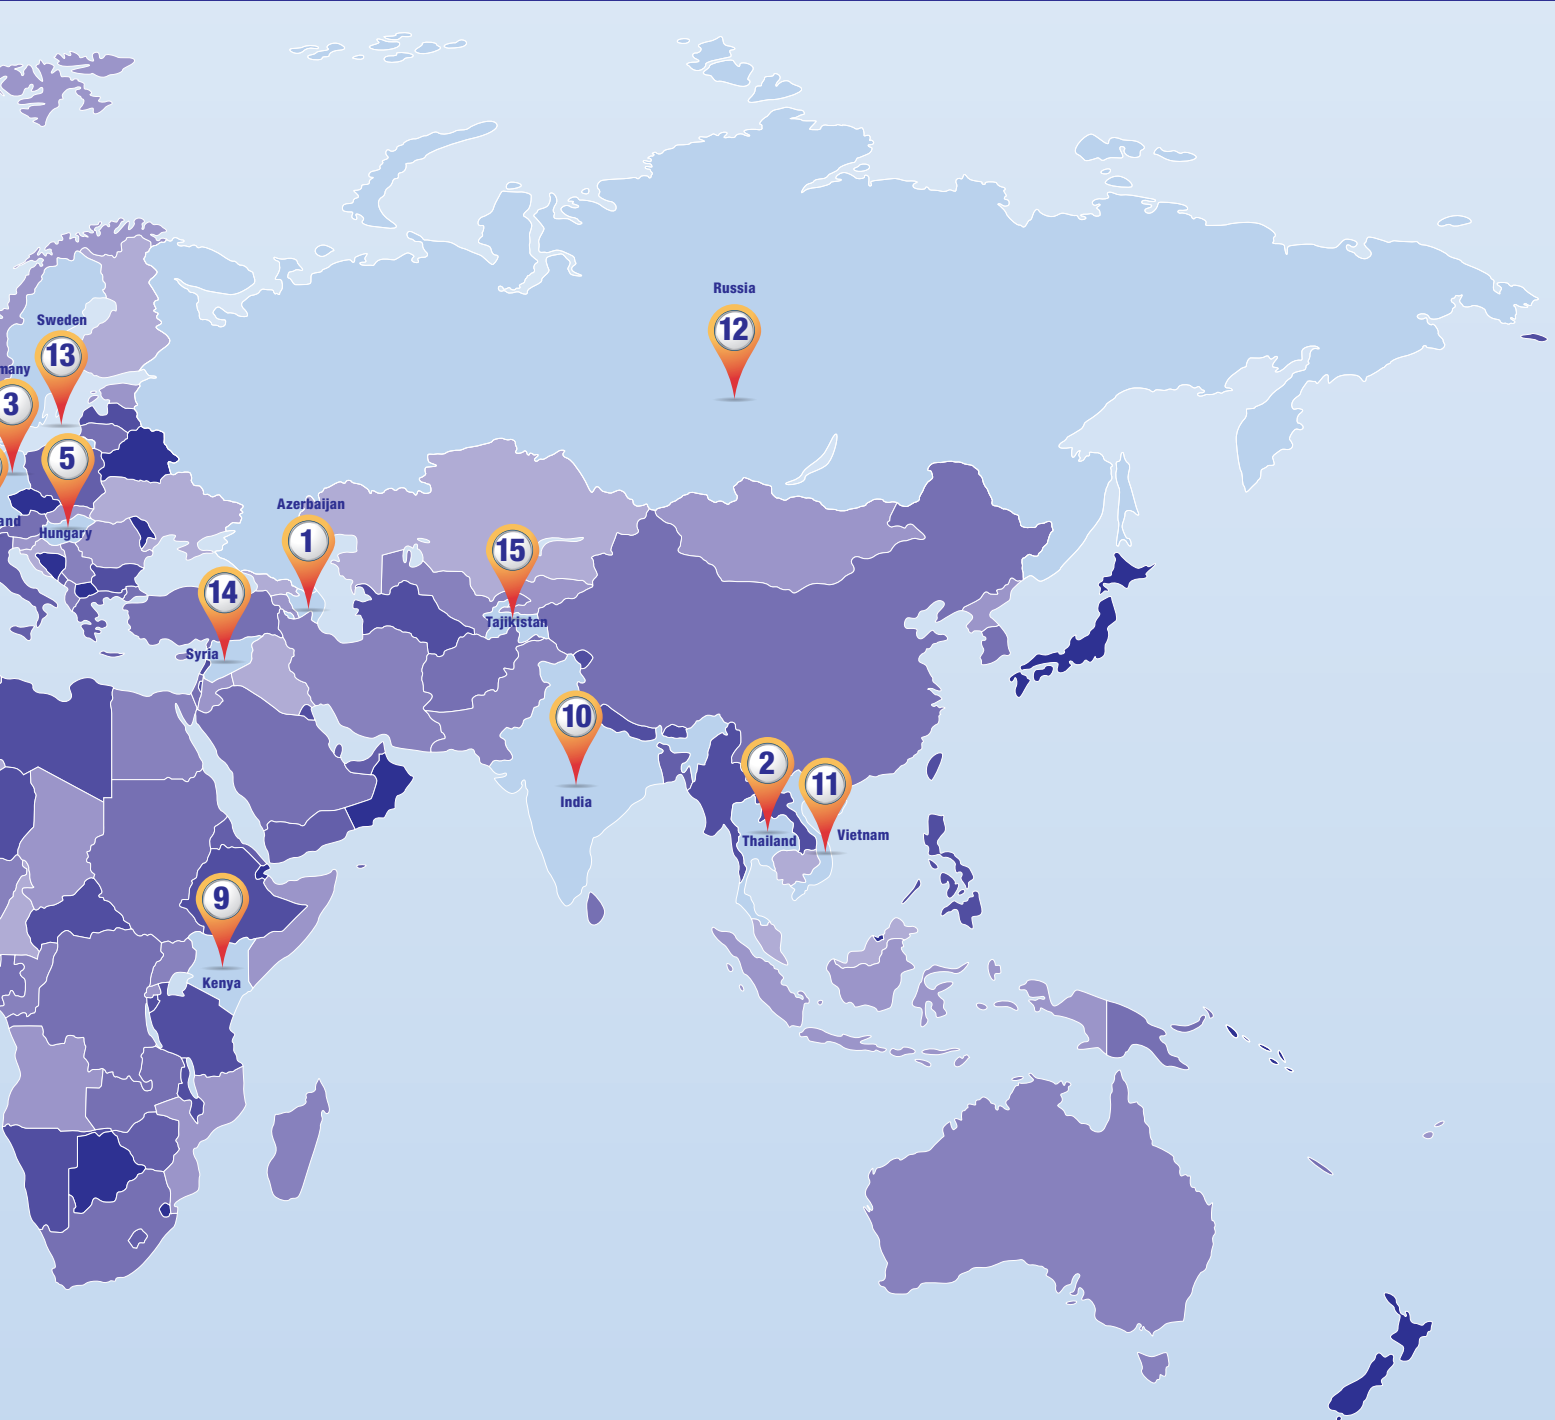 Russia
12
Sweden
13
many
3
5
Hungary
and
Azerbaijan
1
15
Tajikistan
14
Syria
10
India
2
Thailand
11
Vietnam
9
Kenya